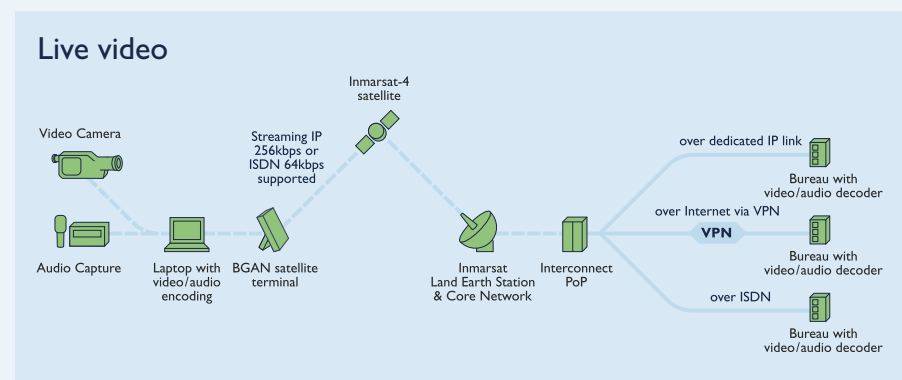 Live video
Inmarsat-4
satellite
Video Camera
Streaming IP
256kbps or
ISDN 64kbps
supported
over dedicated IP link
Bureau with
video/audio decoder
over Internet via VPN
VPN
Audio Capture
Laptop with
video/audio
encoding
BGAN satellite
terminal
Inmarsat
Land Earth Station
& Core Network
Interconnect
PoP
Bureau with
video/audio decoder
over ISDN
Bureau with
video/audio decoder